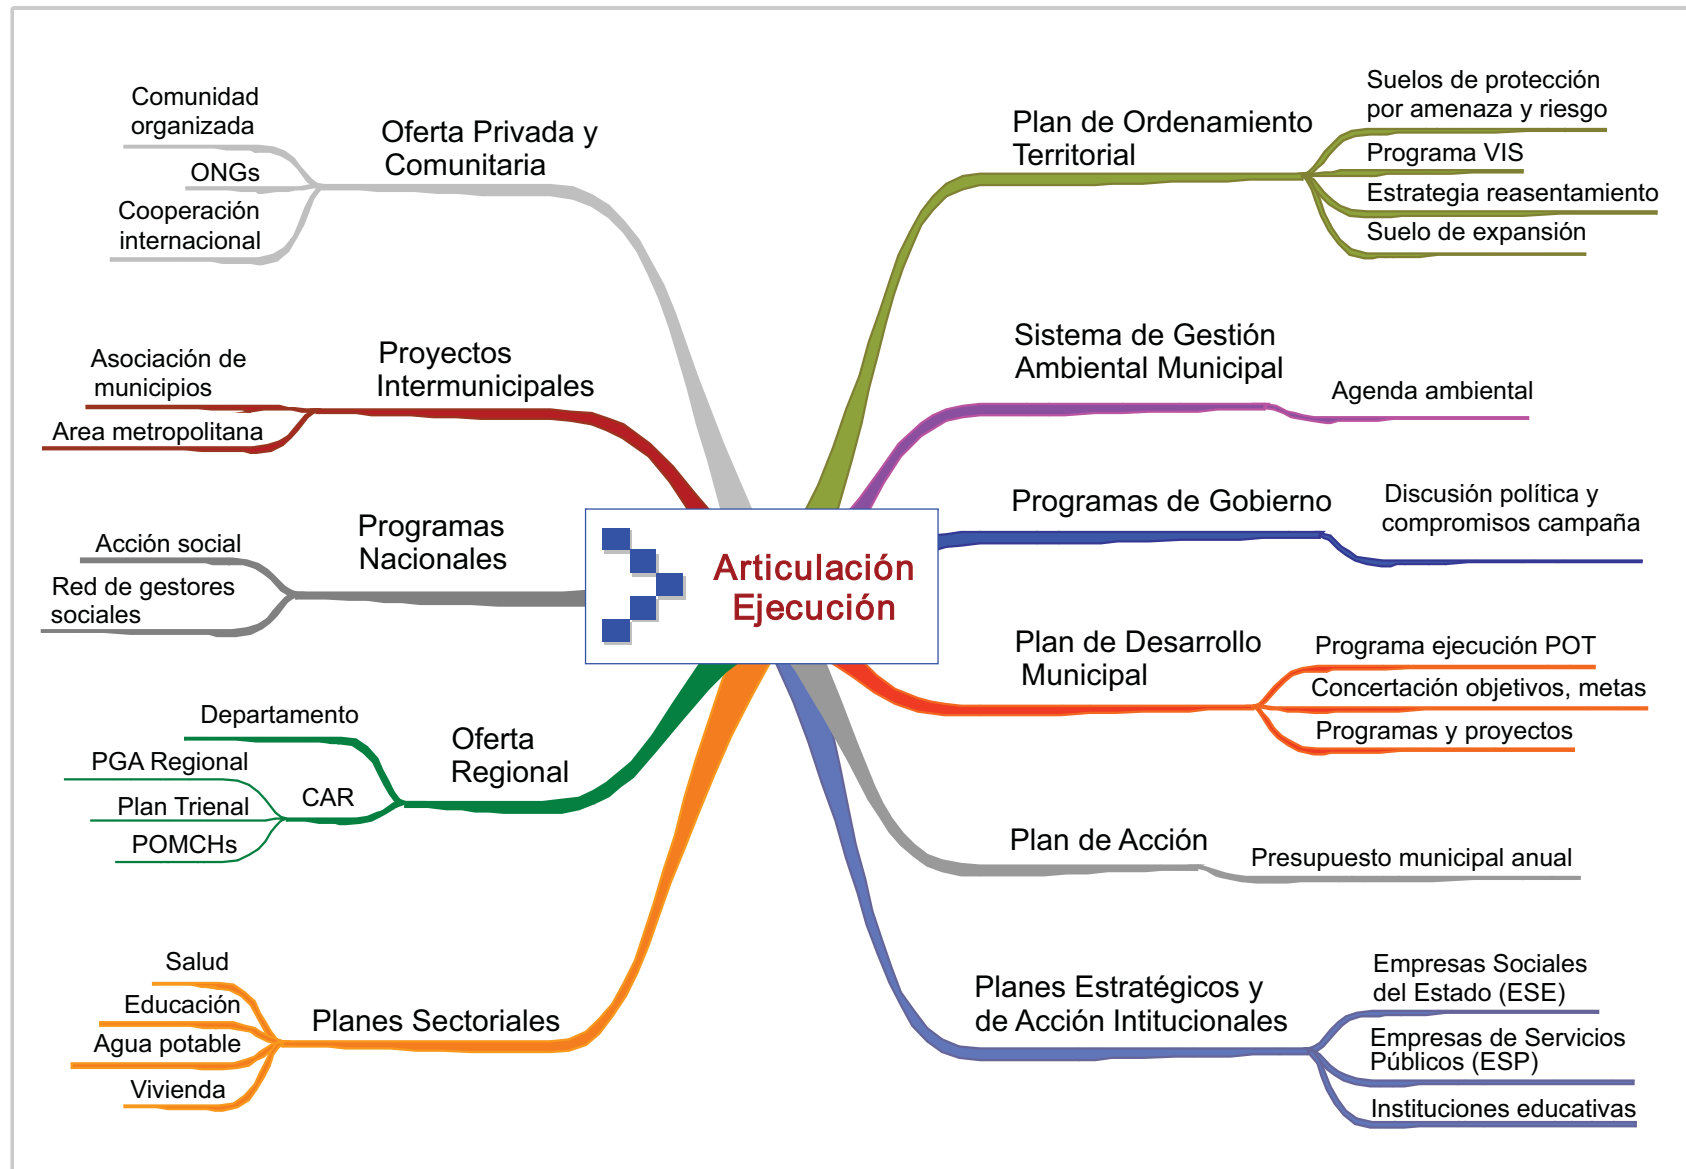 Comunidad
organizada
ONGs
Cooperación
internacional
Oferta Privada y
Comunitaria
Asociación de
municipios
Area metropolitana
Proyectos
Intermunicipales
Acción social
Red de gestores
sociales
Programas
Nacionales
Departamento
PGA Regional
Plan Trienal
POMCHs
CAR
Oferta
Regional
Salud
Educación
Agua potable
Vivienda
Planes Sectoriales
Articulación
Ejecución
Plan de Ordenamiento
Territorial
Suelos de protección
por amenaza y riesgo
Programa VIS
Estrategia reasentamiento
Suelo de expansión
Sistema de Gestión
Ambiental Municipal
Agenda ambiental
Programas de Gobierno
Discusión política y
compromisos campaña
Plan de Desarrollo
Municipal
Programa ejecución POT
Concertación objetivos, metas
Programas y proyectos
Plan de Acción
Presupuesto municipal anual
Planes Estratégicos y
de Acción Intitucionales
Empresas Sociales
del Estado (ESE)
Empresas de Servicios
Públicos (ESP)
Instituciones educativas